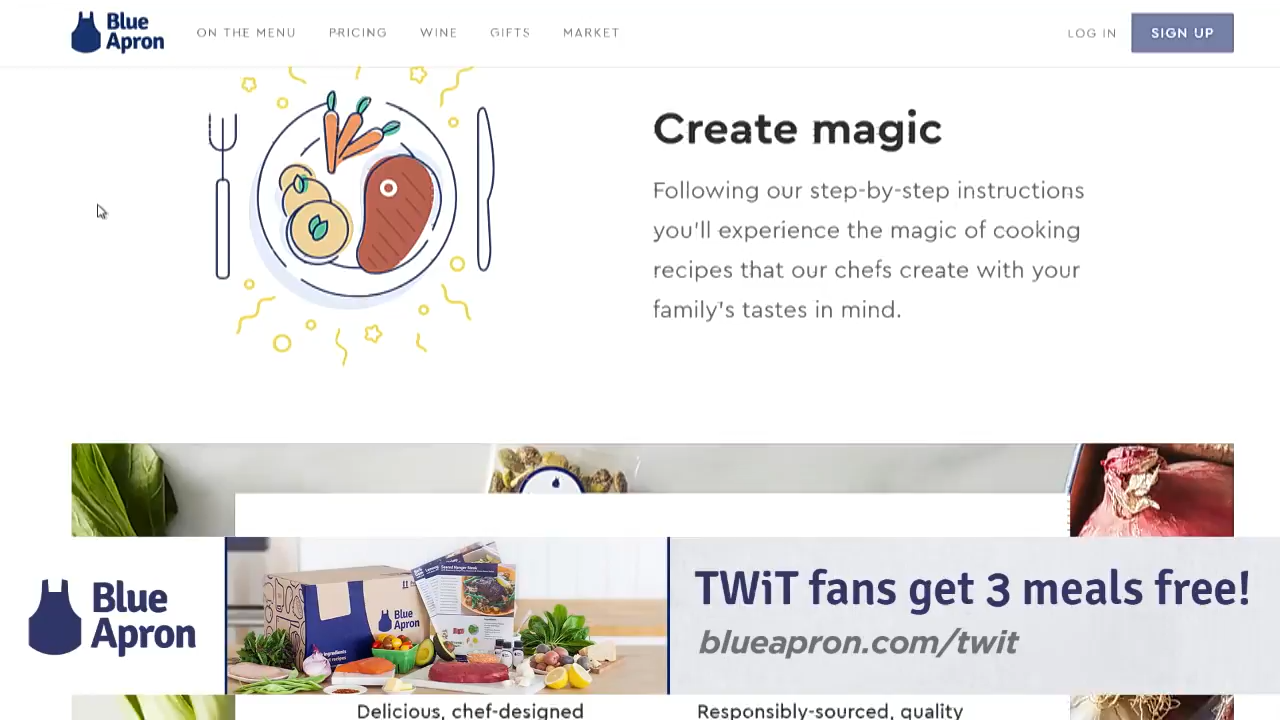 Blue
Apron
ON THE MENU
PRICING
WINE
GIFTS
MARKET
LOG IN
SIGN UP
Create magic
Following our step-by-step instructions
you'll experience the magic of cooking
recipes that our chefs create with your
family's tastes in mind.
Blue
Apron
Blue
Apron
TWiT fans get 3 meals free!
blueapron.com/twit
Delicious, chef-designed
Responsibly-sourced, quality